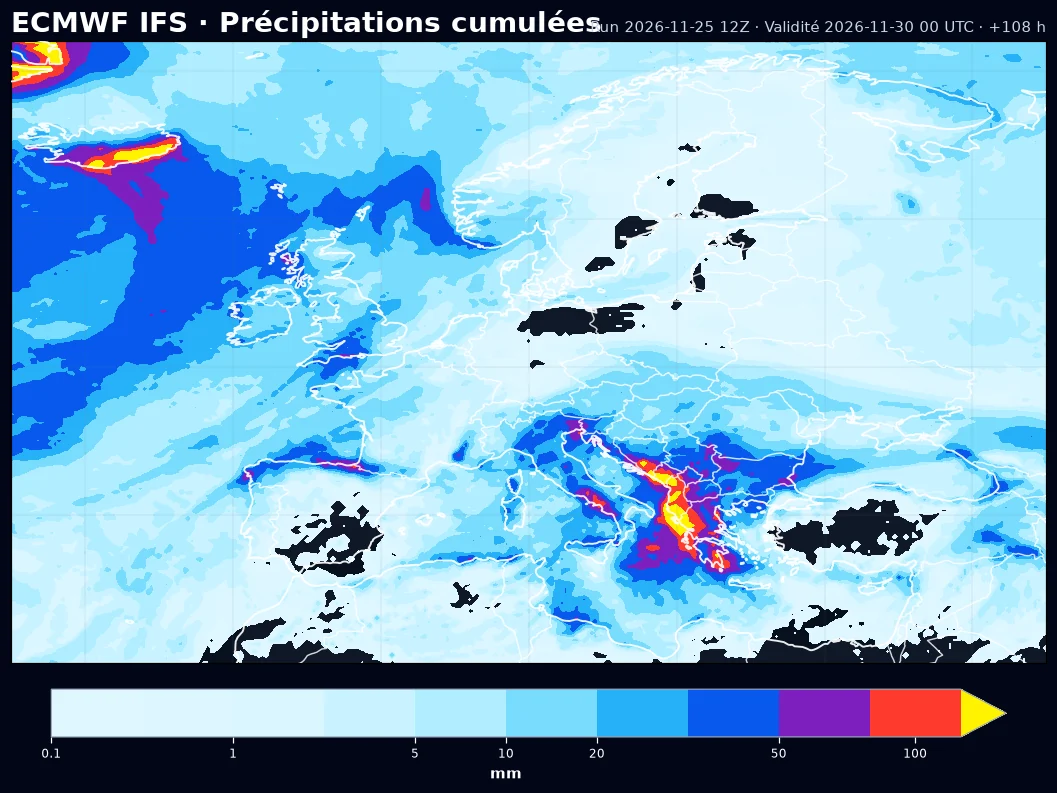 ECMWF IFS · Précipitations cumulées
Run 2026-11-25 12Z · Validité 2026-11-30 00 UTC · +108 h
0.1 1 5 10 20 50 100
mm